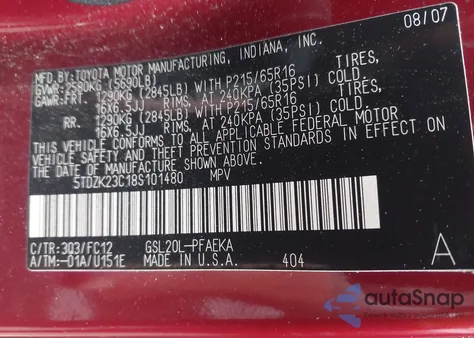 08/07
MFD.BY:TOYOTA MOTOR MANUFACTURING, INDIANA, INC.
GVWR:2580KG (5690LB)
GAWR:FRT. 1290KG (2845LB) WITH P215/65R16
16X6.5JJ RIMS, AT 240KPA (35PSI) COLD.
RR. 1290KG (2845LB) WITH P215/65R16
16X6.5JJ RIMS, AT 240KPA (35PSI) COLD.
THIS VEHICLE CONFORMS TO ALL APPLICABLE FEDERAL MOTOR
VEHICLE SAFETY AND THEFT PREVENTION STANDARDS IN EFFECT ON
THE DATE OF MANUFACTURE SHOWN ABOVE.
5TDZK23C18S101480 MPV
C/TR:3Q3/FC12 GSL20L-PFAEKA
A/TM:-01A/U151E MADE IN U.S.A. 404 A
autoSnap